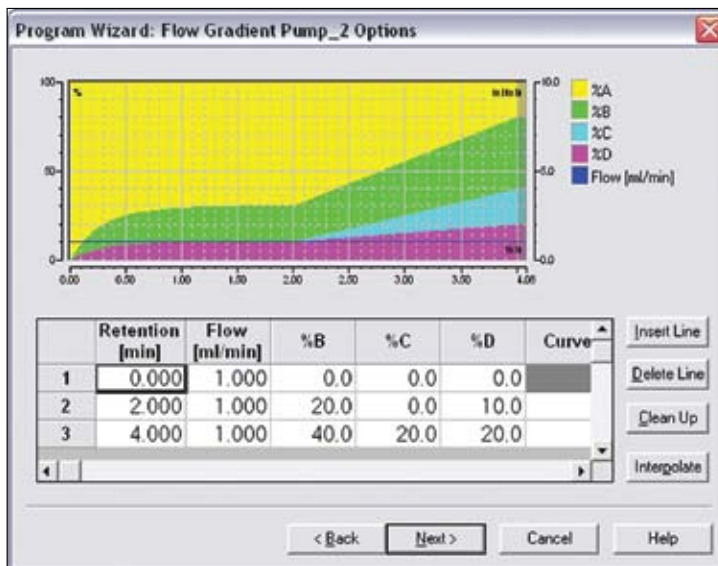 Program Wizard: Flow Gradient Pump_2 Options
100 % 10.0
50 5.0
0 0.0
0.00 0.50 1.00 1.50 2.00 2.50 3.00 3.50 4.08
%A
%B
%C
%D
Flow [ml/min]
Retention [min] Flow [ml/min] %B %C %D Curve
1 0.000 1.000 0.0 0.0 0.0
2 2.000 1.000 20.0 0.0 10.0
3 4.000 1.000 40.0 20.0 20.0
Insert Line
Delete Line
Clean Up
Interpolate
< Back Next > Cancel Help